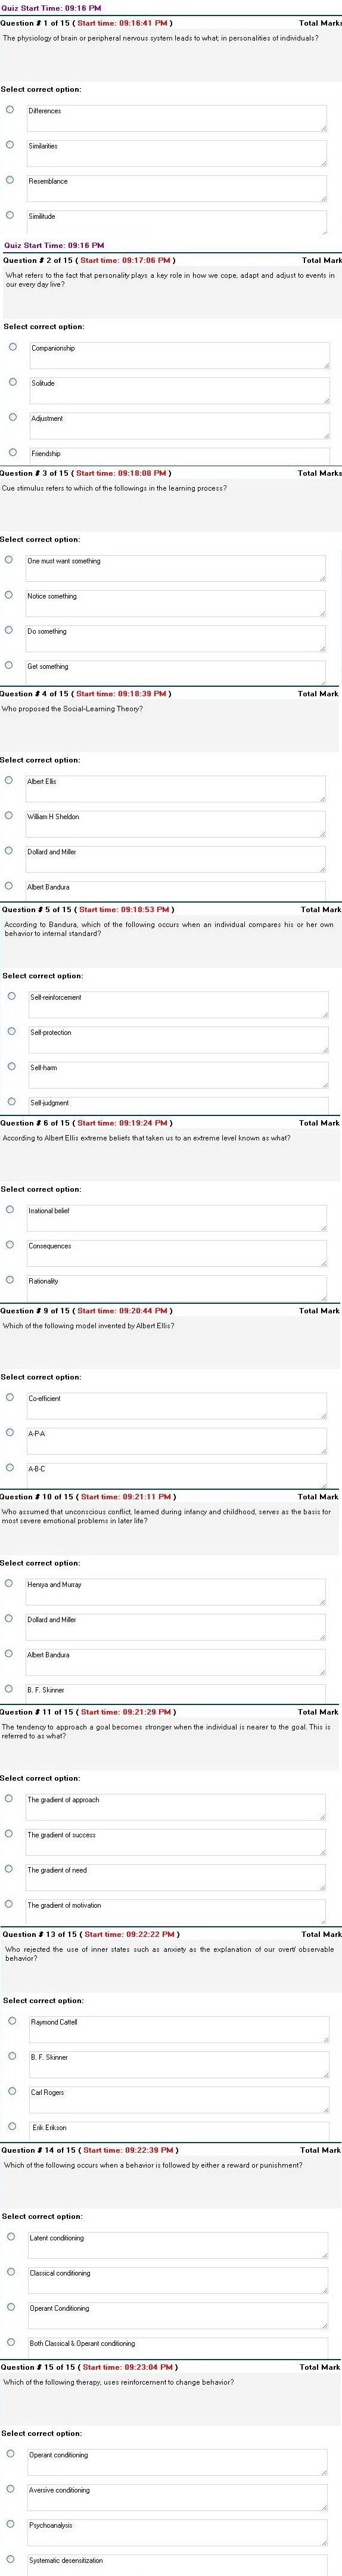 Quiz Start Time: 09:16 PM
Question # 1 of 15 ( Start time: 09:16:41 PM ) Total Marks
The physiology of brain or peripheral nervous system leads to what; in personalities of individuals?
Select correct option:
Differences
Similarities
Resemblance
Similitude
Quiz Start Time: 09:16 PM
Question # 2 of 15 ( Start time: 09:17:06 PM ) Total Mark
What refers to the fact that personality plays a key role in how we cope, adapt and adjust to events in
our every day live?
Select correct option:
Companionship
Solitude
Adjustment
Friendship
Question # 3 of 15 ( Start time: 09:18:08 PM ) Total Marks
Cue stimulus refers to which of the followings in the learning process?
Select correct option:
One must want something
Notice something
Do something
Get something
Question # 4 of 15 ( Start time: 09:18:39 PM ) Total Mark
Who proposed the Social-Learning Theory?
Select correct option:
Albert Ellis
William H Sheldon
Dollard and Miller
Albert Bandura
Question # 5 of 15 ( Start time: 09:18:53 PM ) Total Mark
According to Bandura, which of the following occurs when an individual compares his or her own
behavior to internal standard?
Select correct option:
Self-reinforcement
Self-protection
Self-harm
Self-judgment
Question # 6 of 15 ( Start time: 09:19:24 PM ) Total Mark
According to Albert Ellis extreme beliefs that taken us to an extreme level known as what?
Select correct option:
Irrational belief
Consequences
Rationality
Question # 9 of 15 ( Start time: 09:20:44 PM ) Total Mark
Which of the following model invented by Albert Ellis?
Select correct option:
Co-efficient
A-P-A
A-B-C
Question # 10 of 15 ( Start time: 09:21:11 PM ) Total Mark
Who assumed that unconscious conflict, learned during infancy and childhood, serves as the basis for
most severe emotional problems in later life?
Select correct option:
Henrya and Murray
Dollard and Miller
Albert Bandura
B. F. Skinner
Question # 11 of 15 ( Start time: 09:21:29 PM ) Total Mark
The tendency to approach a goal becomes stronger when the individual is nearer to the goal. This is
referred to as what?
Select correct option:
The gradient of approach
The gradient of success
The gradient of need
The gradient of motivation
Question # 13 of 15 ( Start time: 09:22:22 PM ) Total Mark
Who rejected the use of inner states such as anxiety as the explanation of our overt/ observable
behavior?
Select correct option:
Raymond Cattell
B. F. Skinner
Carl Rogers
Erik Erikson
Question # 14 of 15 ( Start time: 09:22:39 PM ) Total Mark
Which of the following occurs when a behavior is followed by either a reward or punishment?
Select correct option:
Latent conditioning
Classical conditioning
Operant Conditioning
Both Classical & Operant conditioning
Question # 15 of 15 ( Start time: 09:23:04 PM ) Total Mark
Which of the following therapy, uses reinforcement to change behavior?
Select correct option:
Operant conditioning
Aversive conditioning
Psychoanalysis
Systematic desensitization